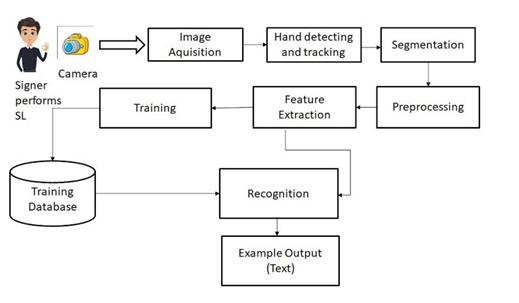 Signer
performs
SL
Camera
Image
Aquisition
Hand detecting
and tracking
Segmentation
Preprocessing
Feature
Extraction
Training
Training
Database
Recognition
Example Output
(Text)